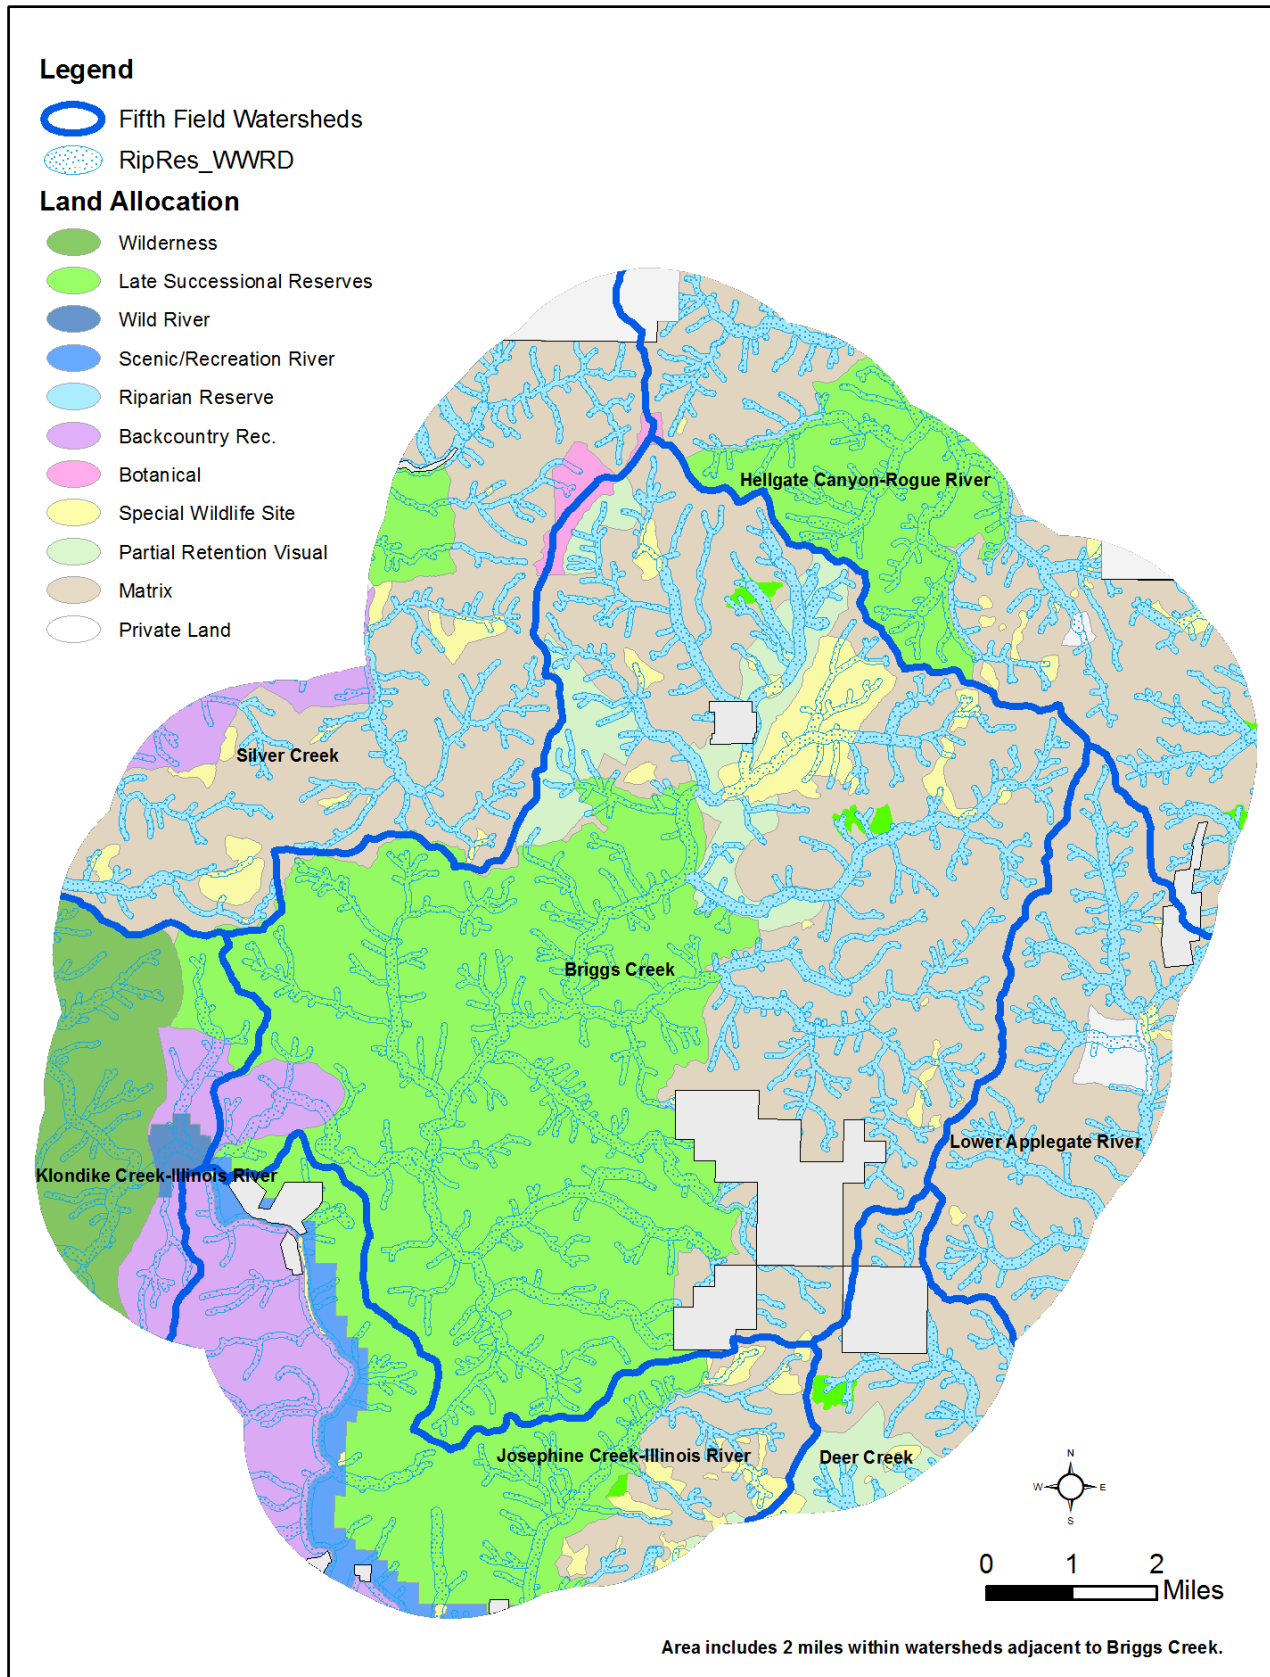 Legend
Fifth Field Watersheds
RipRes_WWRD
Land Allocation
Wilderness
Late Successional Reserves
Wild River
Scenic/Recreation River
Riparian Reserve
Backcountry Rec.
Botanical
Special Wildlife Site
Partial Retention Visual
Matrix
Private Land
Hellgate Canyon-Rogue River
Silver Creek
Briggs Creek
Lower Applegate River
Klondike Creek-Illinois River
Josephine Creek-Illinois River
Deer Creek
N
W E
S
0 1 2
Miles
Area includes 2 miles within watersheds adjacent to Briggs Creek.